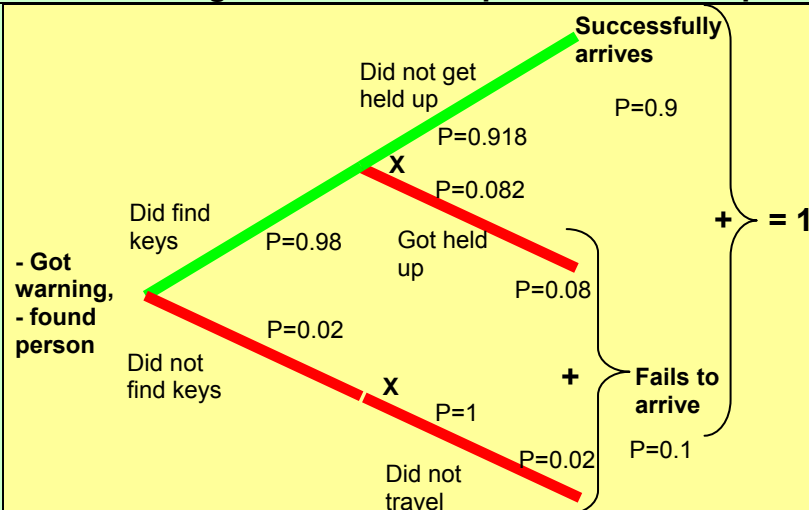 Successfully
arrives
Did not get
held up
P=0.9
P=0.918
X
P=0.082
Did find
keys
P=0.98
Got held
up
+
= 1
- Got
warning,
- found
person
P=0.08
P=0.02
Did not
find keys
X
+
Fails to
arrive
P=1
P=0.1
P=0.02
Did not
travel